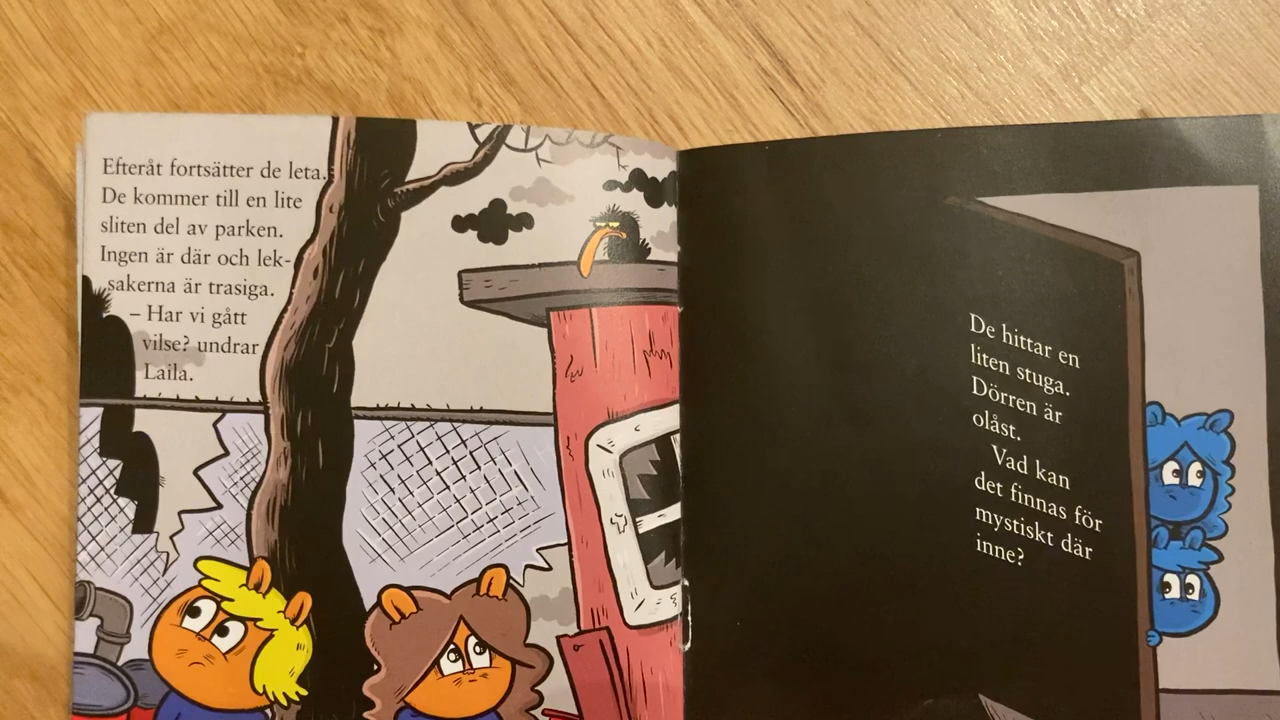 Efteråt fortsätter de leta.
De kommer till en lite
sliten del av parken.
Ingen är där och lek-
sakerna är trasiga.
– Har vi gått
vilse? undrar
Laila.
De hittar en
liten stuga.
Dörren är
olåst.
Vad kan
det finnas för
mystiskt där
inne?